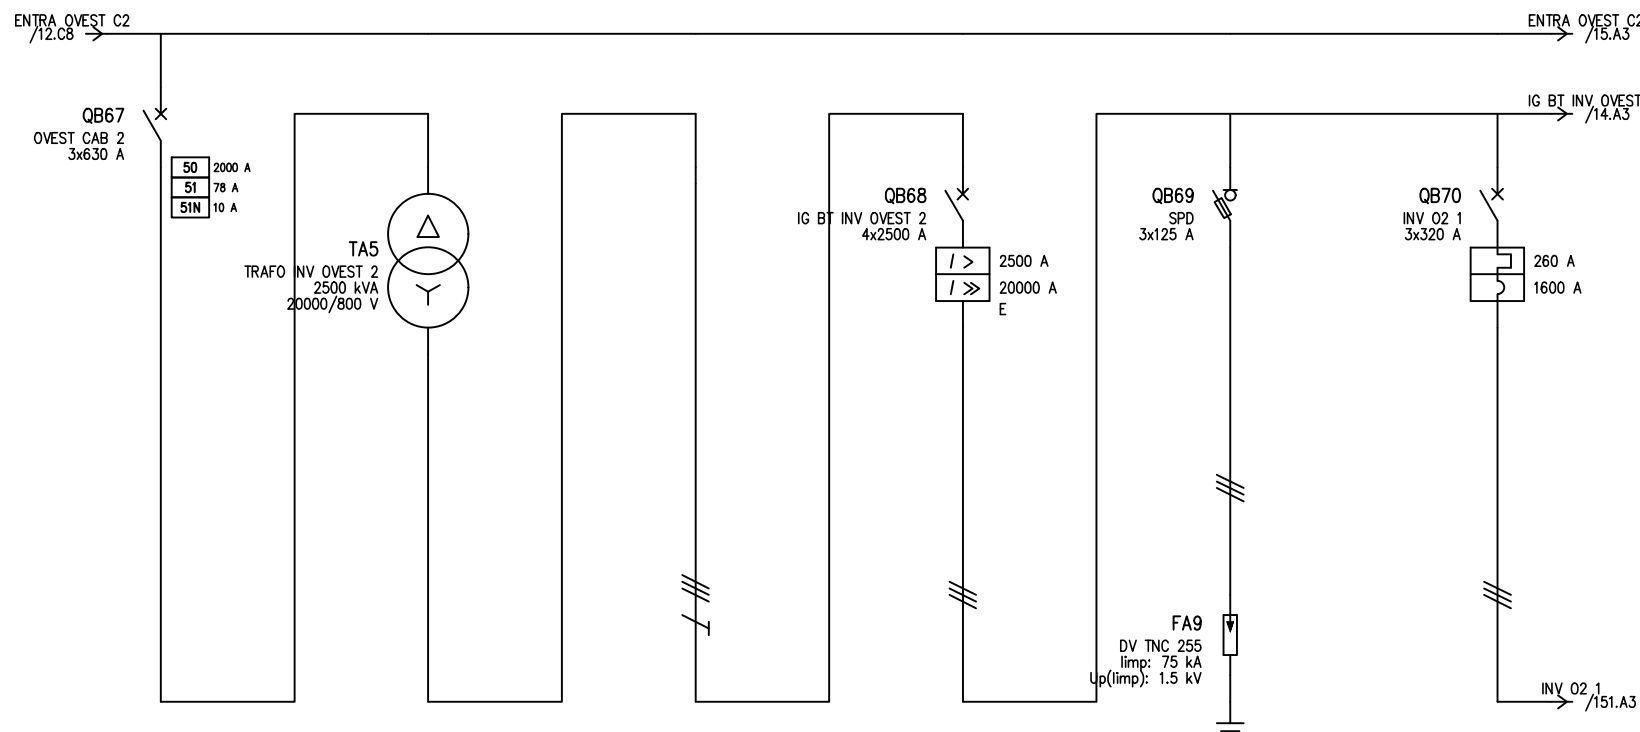 ENTRA OVEST C2
/12.C8
ENTRA OVEST C2
/15.A3
IG BT INV OVEST
/14.A3
QB67
OVEST CAB 2
3x630 A
50 2000 A
51 78 A
51N 10 A
TA5
TRAFO INV OVEST 2
2500 kVA
20000/800 V
QB68
IG BT INV OVEST 2
4x2500 A
I > 2500 A
I >> 20000 A
E
QB69
SPD
3x125 A
QB70
INV O2 1
3x320 A
260 A
1600 A
FA9
DV TNC 255
Iimp: 75 kA
Up(Iimp): 1.5 kV
INV O2 1
/151.A3